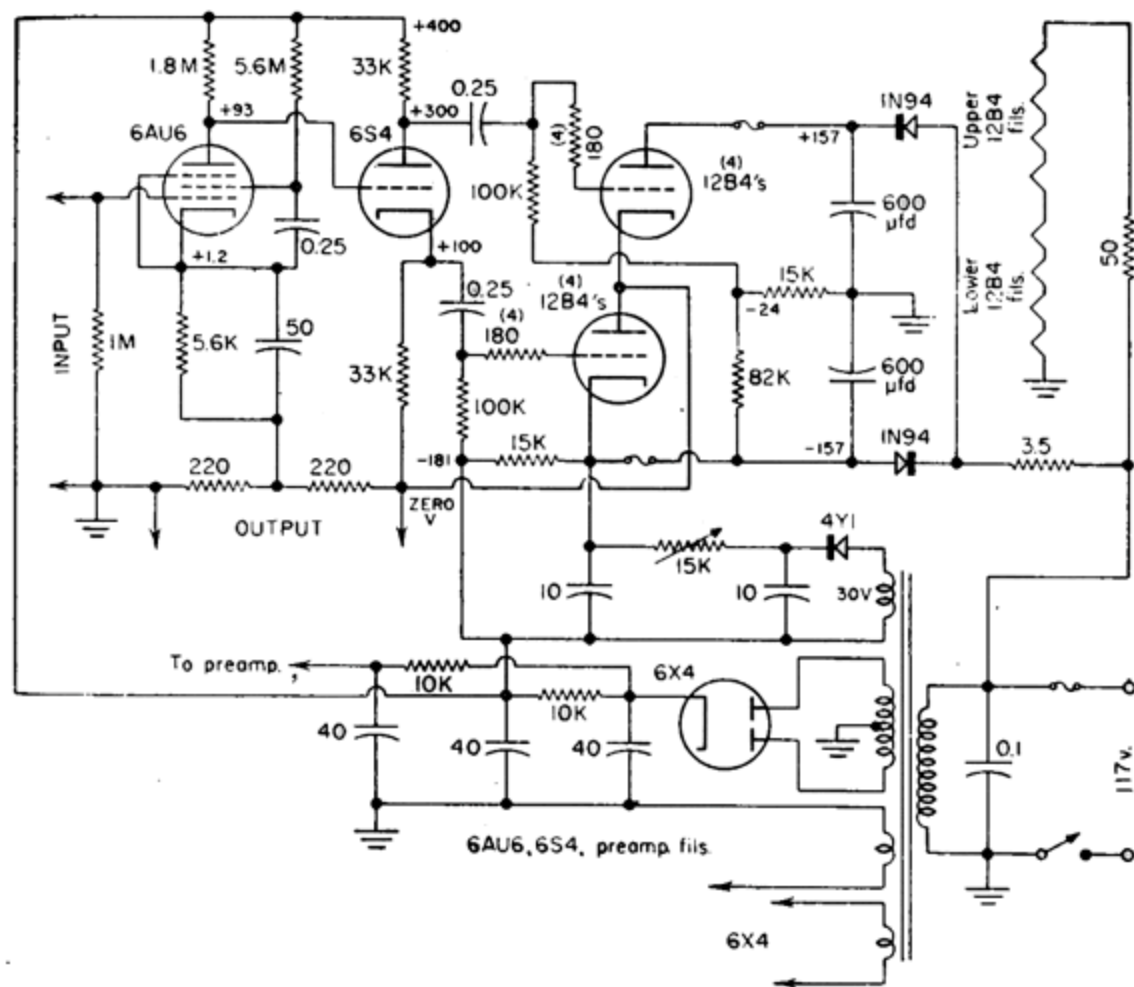 +400
1.8M
5.6M
33K
0.25
+93
+300
6AU6
6S4
(4)
180
1N94
+157
Upper
12B4
fils.
(4)
12B4's
100K
600
µfd
0.25
+1.2
+100
50
0.25
(4)
180
(4)
12B4's
15K
-24
Lower
12B4
fils.
INPUT
1M
5.6K
50
33K
100K
82K
600
µfd
15K
-181
-157
1N94
3.5
220
220
OUTPUT
ZERO
V
4Y1
15K
10
10
30V
To preamp.,
10K
6X4
10K
40
40
40
0.1
117v.
6AU6, 6S4, preamp. fils.
6X4